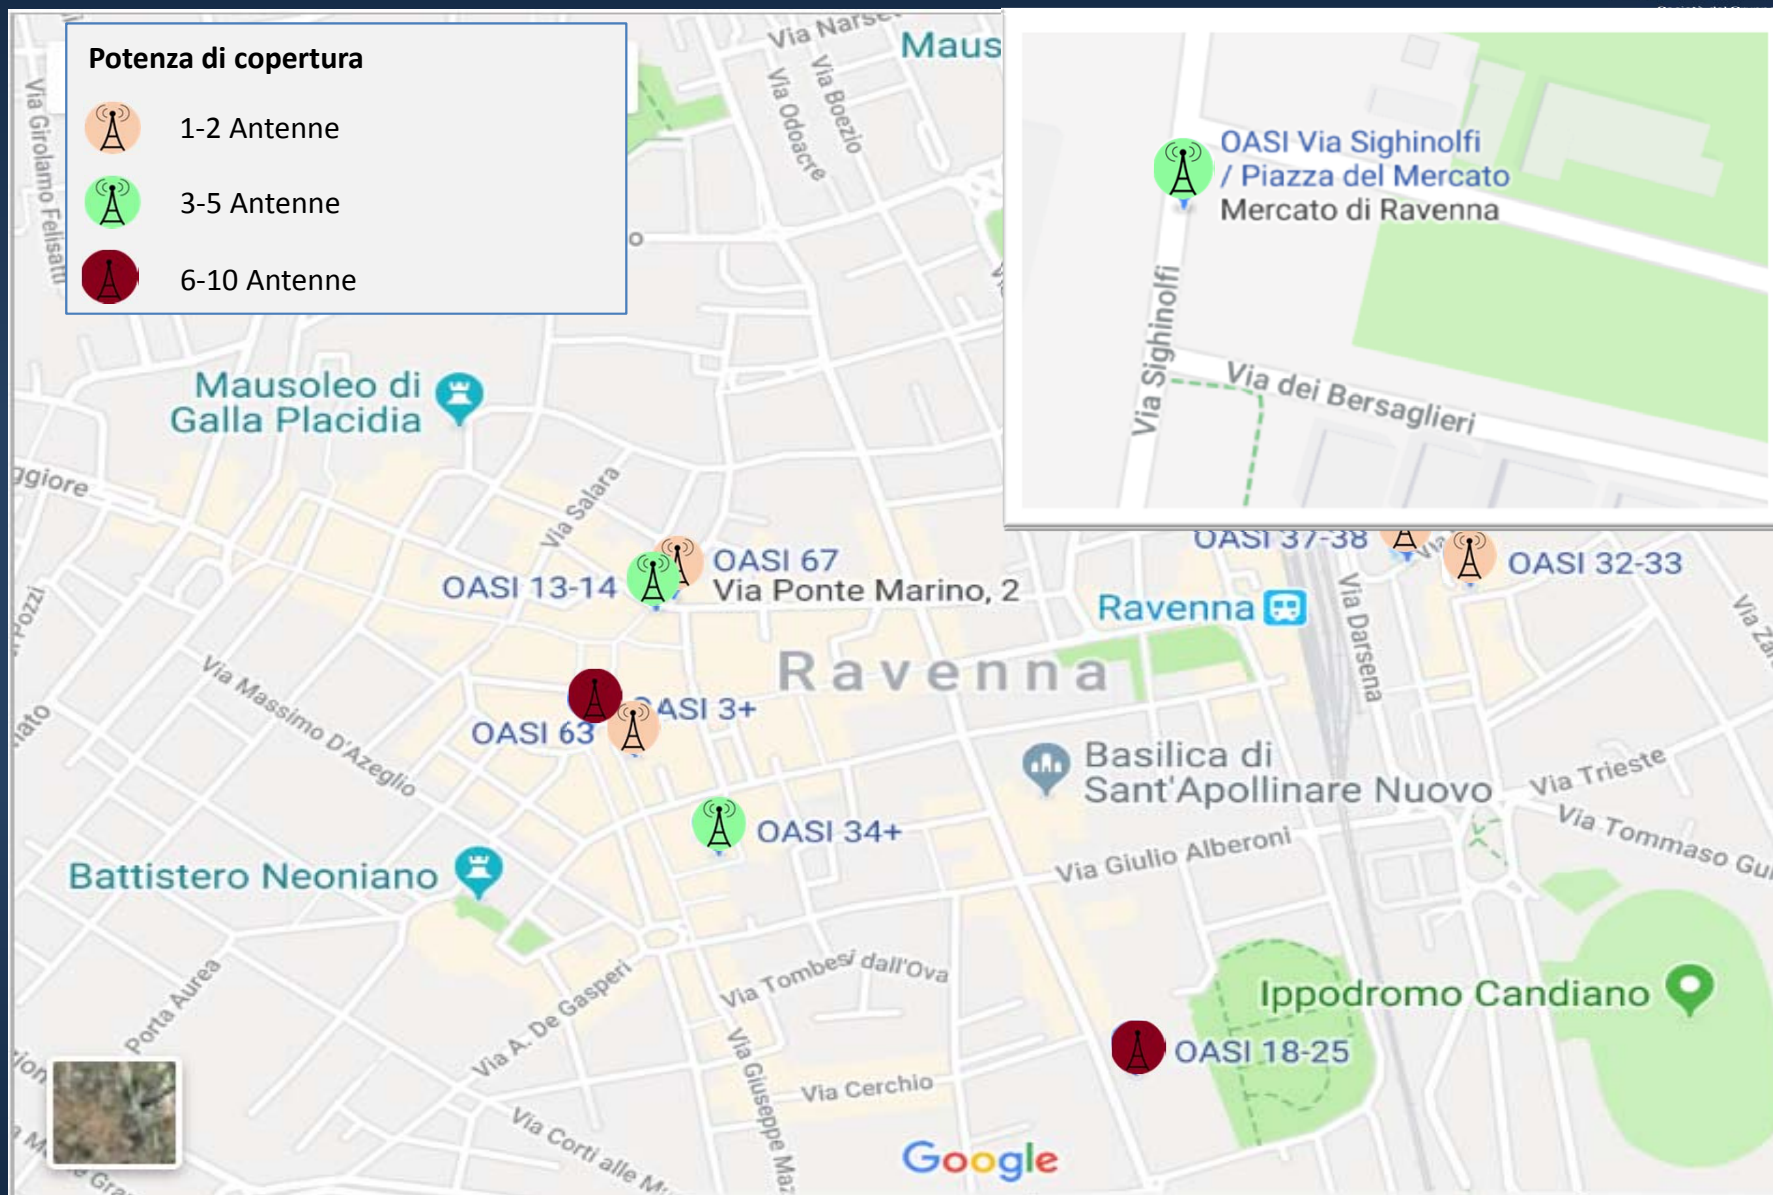 Potenza di copertura
1-2 Antenne
3-5 Antenne
6-10 Antenne
Via Girolamo Felisatti
Via Odoacre
Via Boezio
Maus
OASI Via Sighinolfi
/ Piazza del Mercato
Mercato di Ravenna
Via Sighinolfi
Via dei Bersaglieri
Mausoleo di
Galla Placidia
ggiore
Via Salara
OASI 67
Via Ponte Marino, 2
OASI 13-14
OASI 37-38
OASI 32-33
Ravenna
Via Darsena
Pozzi
Ravenna
Via Massimo D'Azeglio
OASI 3+
OASI 63
Basilica di
Sant'Apollinare Nuovo
Via Trieste
Via Tommaso Gu
OASI 34+
Via Giulio Alberoni
Battistero Neoniano
Porta Aurea
Via A. De Gasperi
Via Tombesi dall'Ova
Ippodromo Candiano
OASI 18-25
Via Giuseppe Maz
Via Cerchio
Via Corti alle M
Google